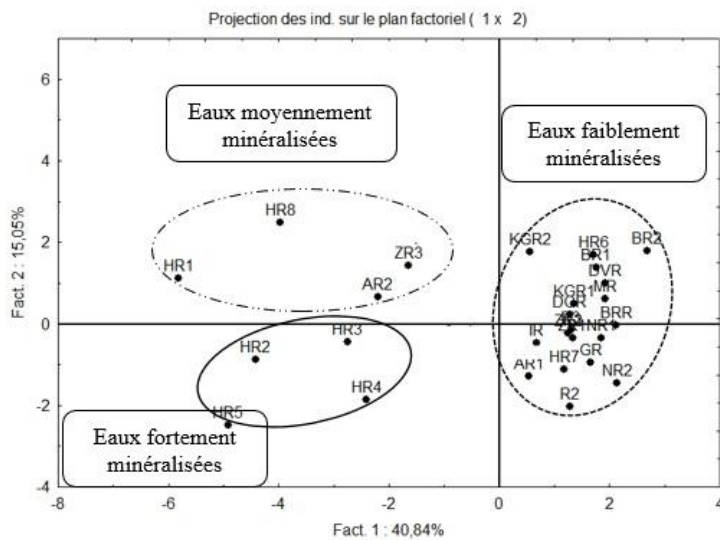 Projection des ind. sur le plan factoriel ( 1 x 2)
6
4
2
0
-2
-4
Fact. 2 : 15,05%
Eaux moyennement
minéralisées
Eaux faiblement
minéralisées
HR8
HR1
ZR3
AR2
KGR2
HR6
BR2
BR1
DVR
MR
KGR1
BRR
HR3
HR2
HR4
HR5
IR
NR1
AR1
HR7
GR
NR2
R2
Eaux fortement
minéralisées
-8
-6
-4
-2
0
2
4
Fact. 1 : 40,84%